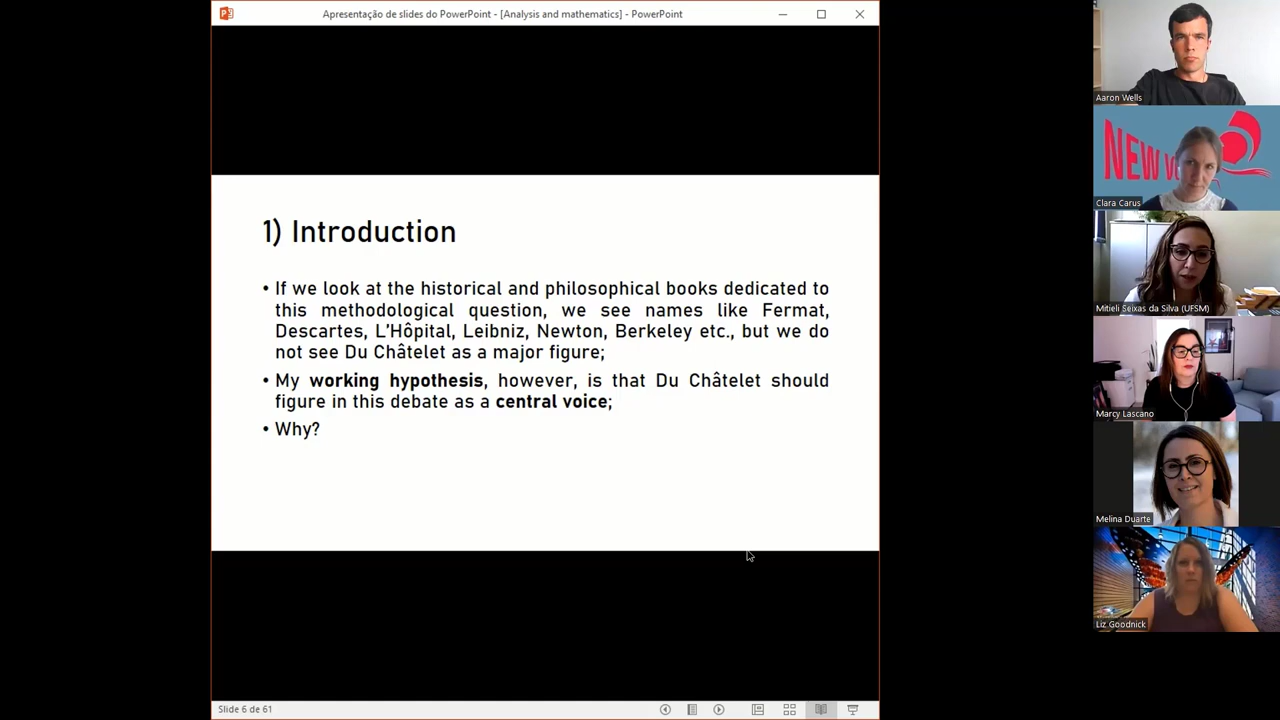 Apresentação de slides do PowerPoint - [Analysis and mathematics] - PowerPoint
1) Introduction
• If we look at the historical and philosophical books dedicated to
this methodological question, we see names like Fermat,
Descartes, L'Hôpital, Leibniz, Newton, Berkeley etc., but we do
not see Du Châtelet as a major figure;
• My working hypothesis, however, is that Du Châtelet should
figure in this debate as a central voice;
• Why?
Slide 6 de 61
Aaron Wells
NEW
Clara Carus
Mitieli Seixas da Silva (UFSM)
Marcy Lascano
Melina Duarte
Liz Goodnick